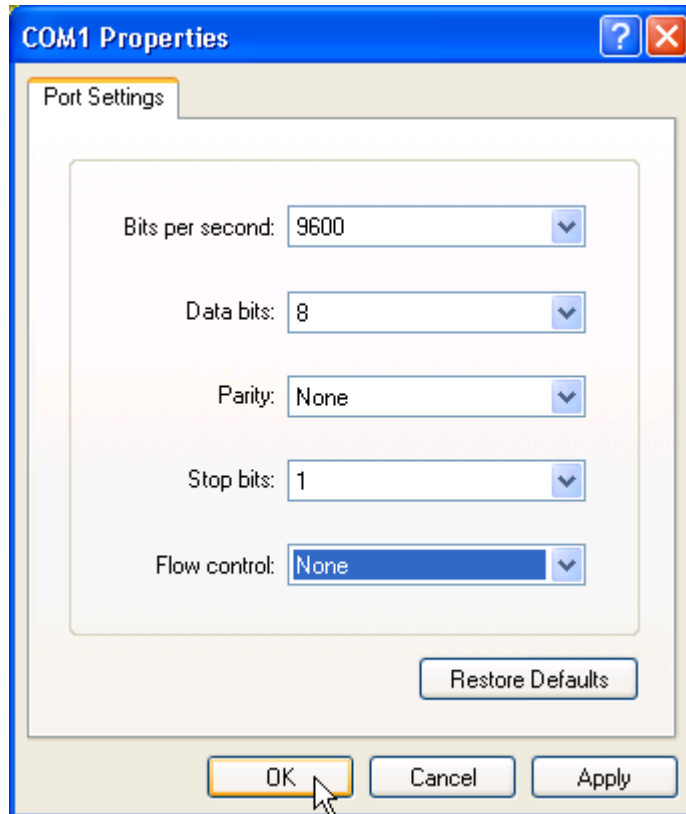 COM1 Properties
Port Settings
Bits per second: 9600
Data bits: 8
Parity: None
Stop bits: 1
Flow control: None
Restore Defaults
OK Cancel Apply